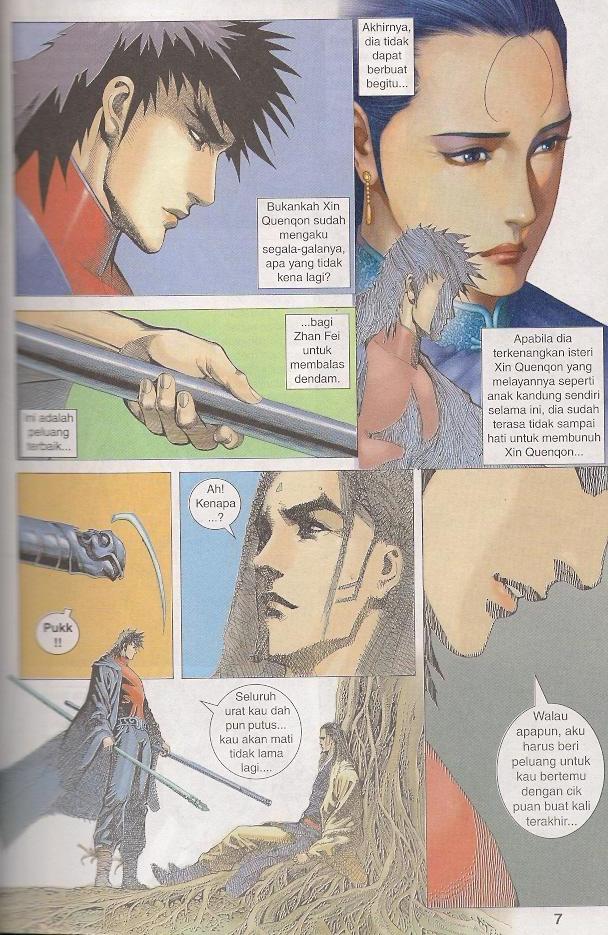 Bukankah Xin
Quenqon sudah
mengaku
segala-galanya,
apa yang tidak
kena lagi?
Akhirnya,
dia tidak
dapat
berbuat
begitu...
Ini adalah
peluang
terbaik...
...bagi
Zhan Fei
untuk
membalas
dendam.
Apabila dia
terkenangkan isteri
Xin Quenqon yang
melayannya seperti
anak kandung sendiri
selama ini, dia sudah
terasa tidak sampai
hati untuk membunuh
Xin Quenqon...
Pukk
!!
Ah!
Kenapa
...?
Seluruh
urat kau dah
pun putus...
kau akan mati
tidak lama
lagi....
Walau
apapun, aku
harus beri
peluang untuk
kau bertemu
dengan cik
puan buat kali
terakhir...
7